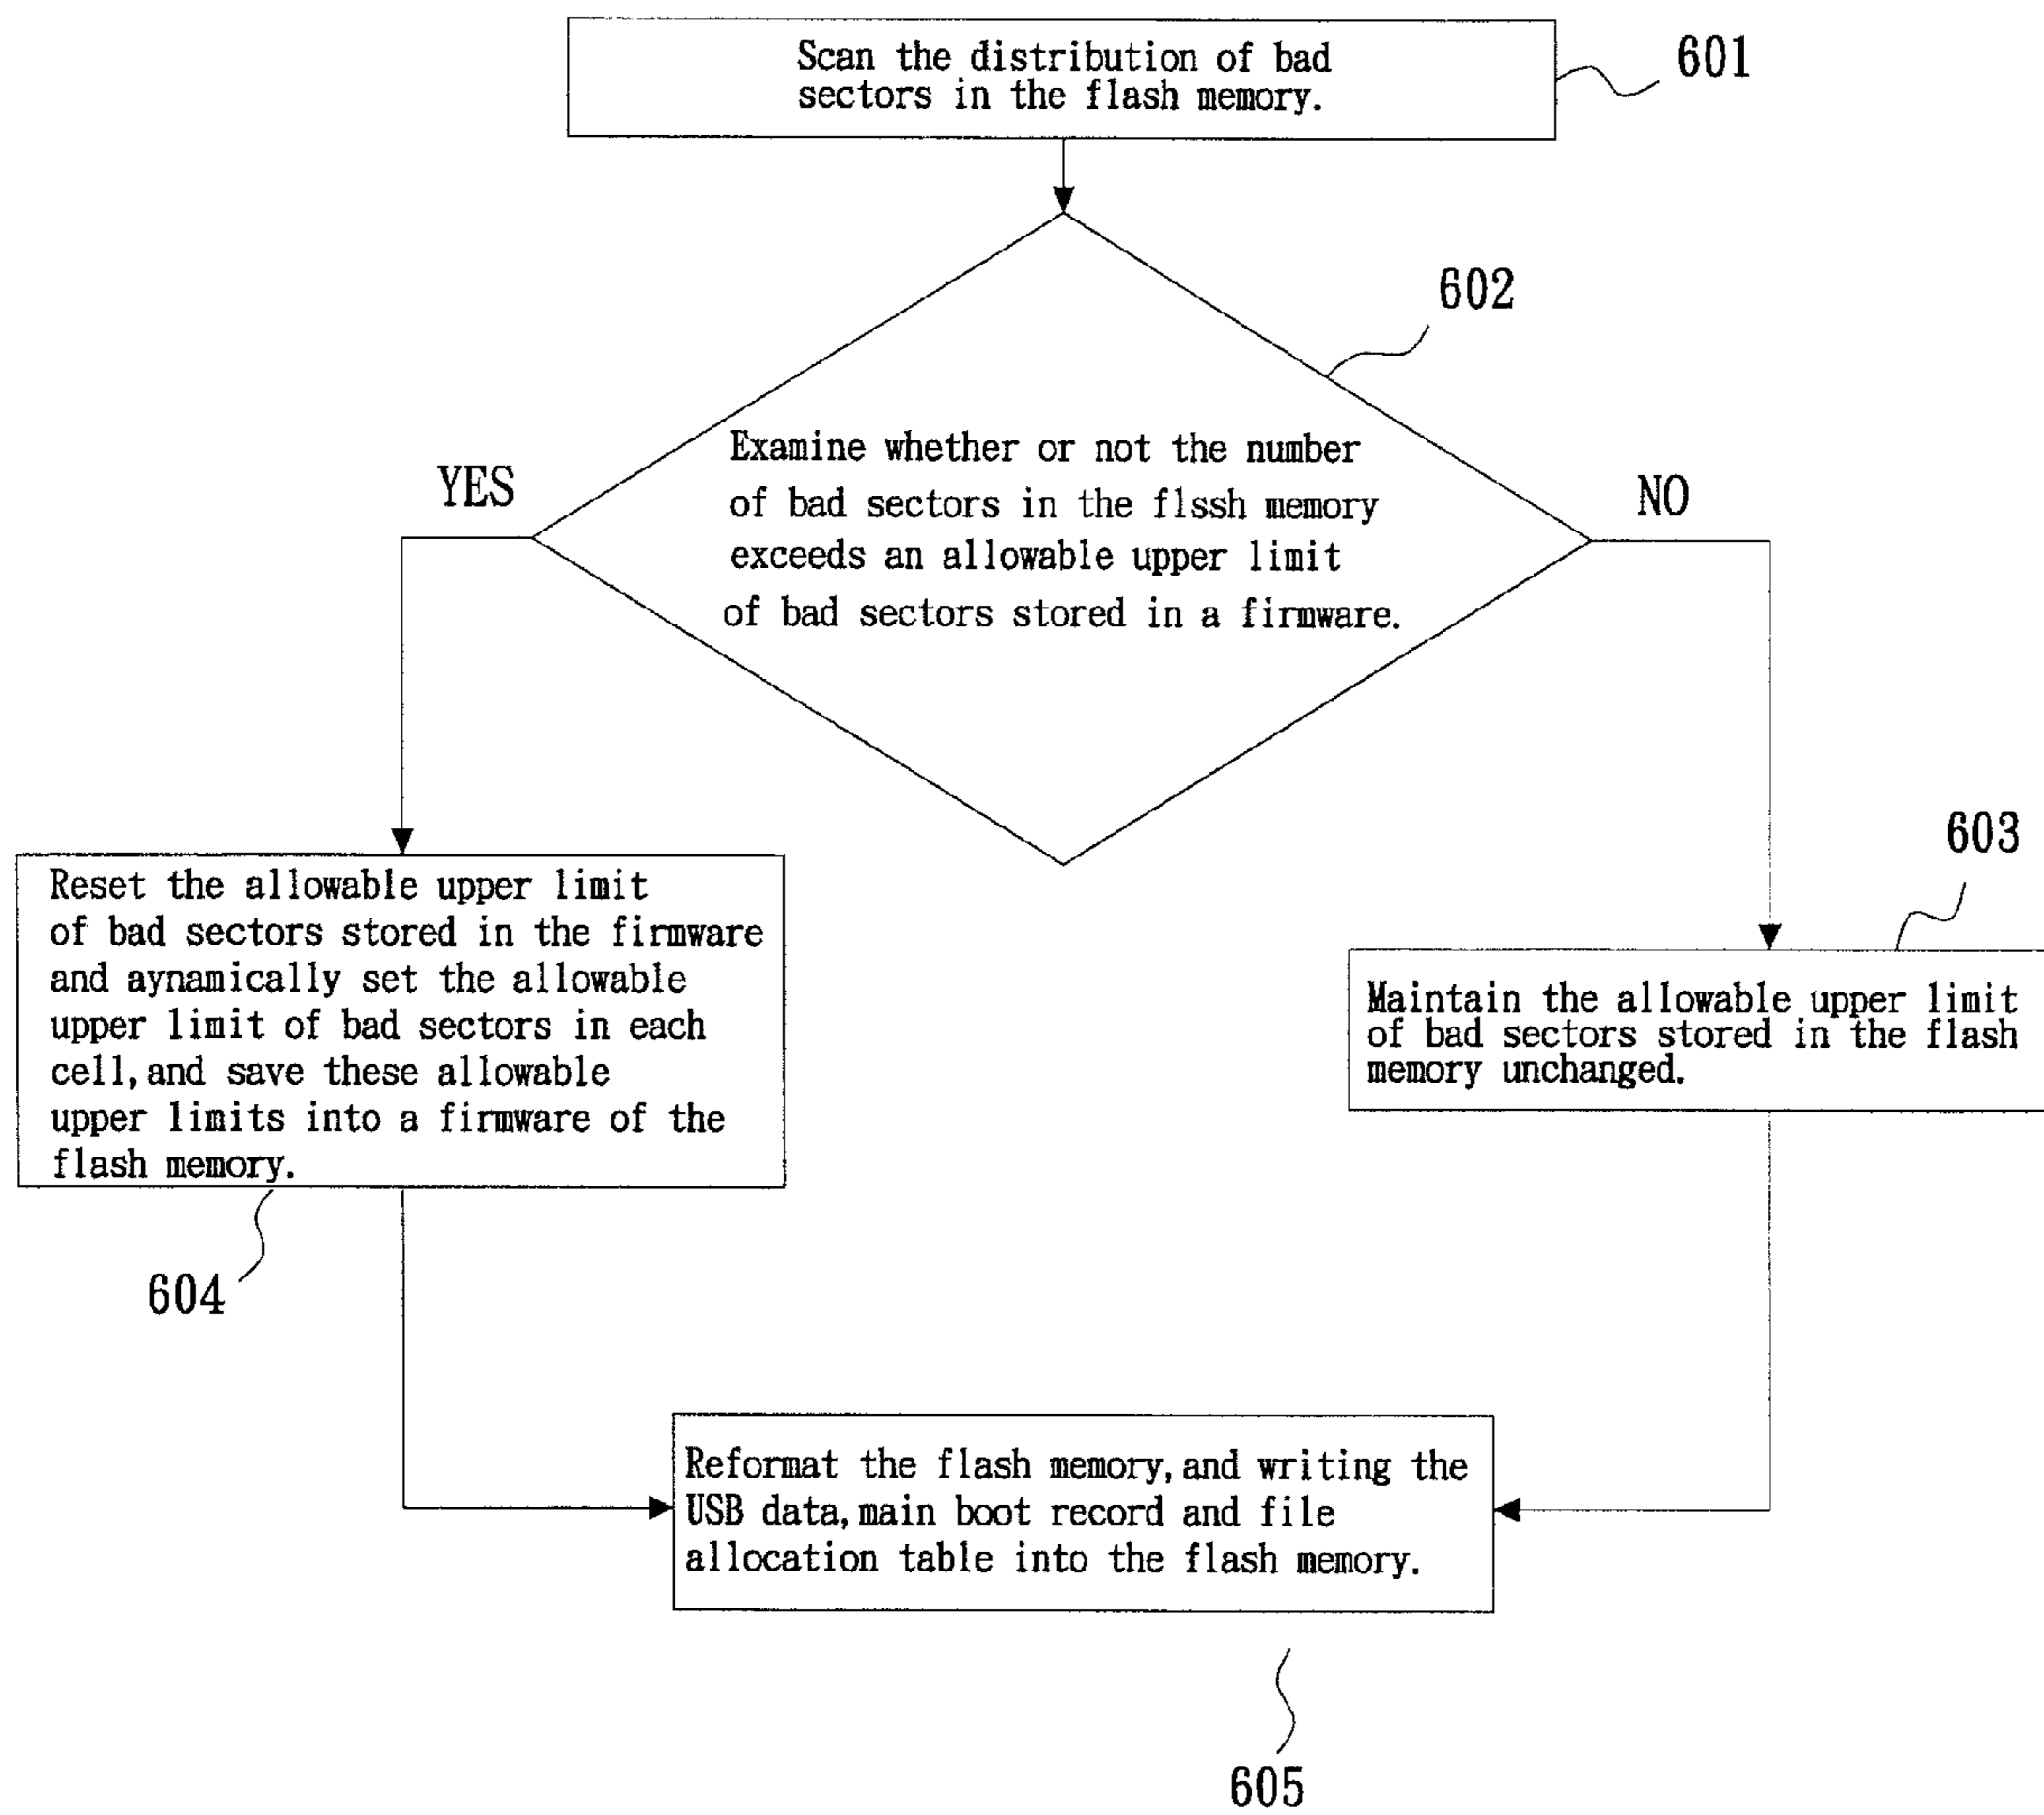 Scan the distribution of bad
sectors in the flash memory.
601
602
Examine whether or not the number
of bad sectors in the flssh memory
exceeds an allowable upper limit
of bad sectors stored in a firmware.
YES
NO
603
Reset the allowable upper limit
of bad sectors stored in the firmware
and aynamically set the allowable
upper limit of bad sectors in each
cell, and save these allowable
upper limits into a firmware of the
flash memory.
Maintain the allowable upper limit
of bad sectors stored in the flash
memory unchanged.
604
Reformat the flash memory, and writing the
USB data, main boot record and file
allocation table into the flash memory.
605